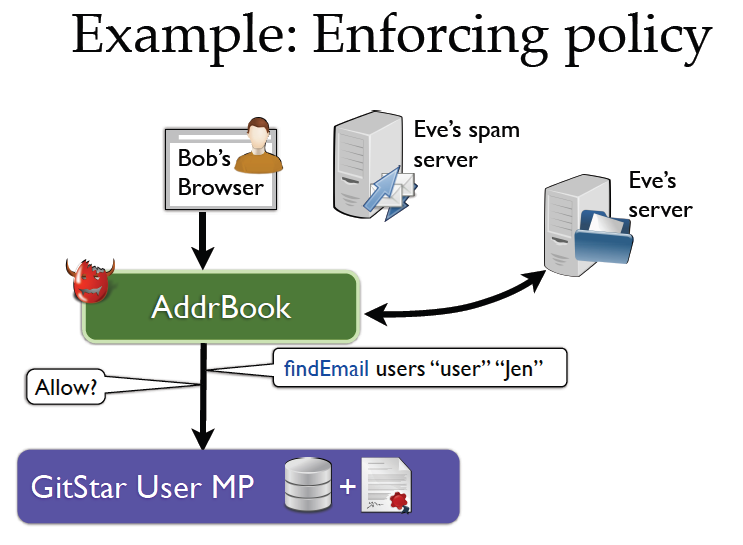 Example: Enforcing policy
Bob's
Browser
Eve's spam
server
Eve's
server
AddrBook
findEmail users “user” “Jen”
Allow?
GitStar User MP
+